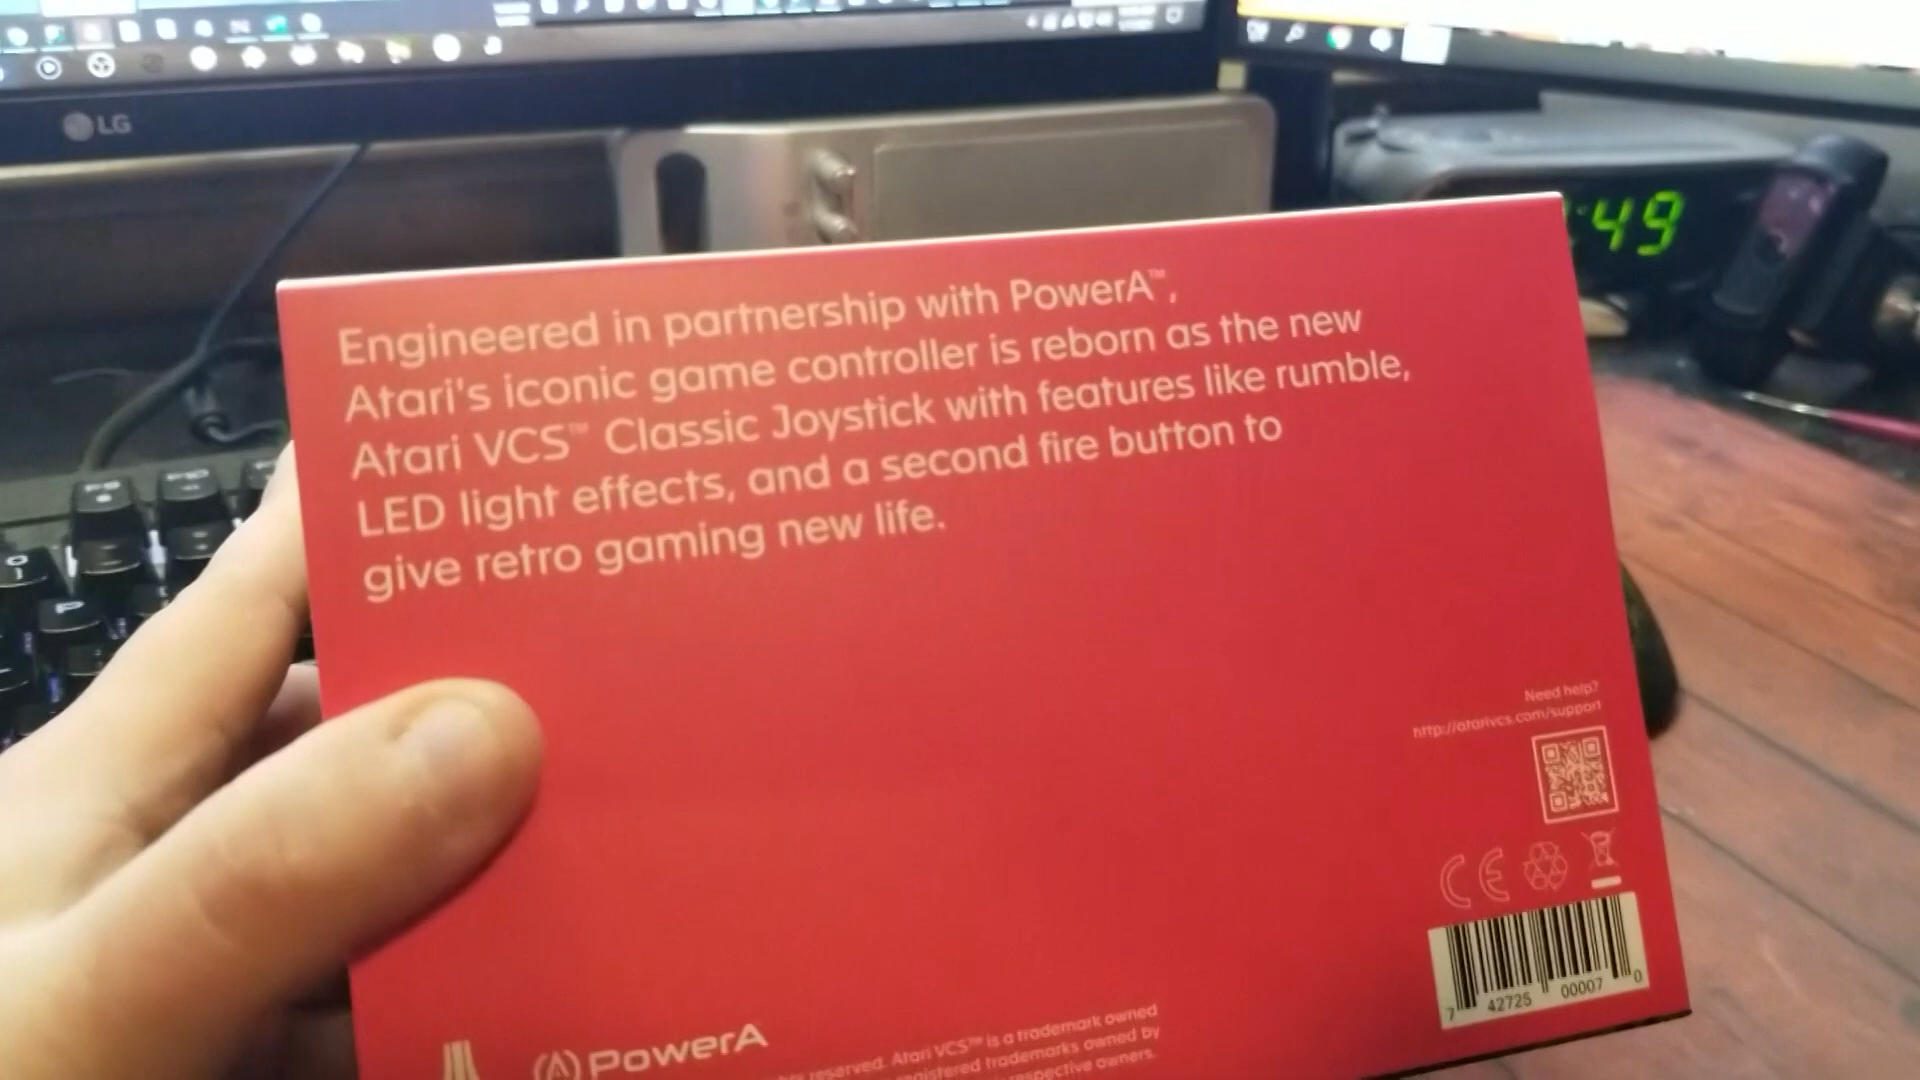 LG
:49
Engineered in partnership with PowerA™,
Atari's iconic game controller is reborn as the new
Atari VCS™ Classic Joystick with features like rumble,
LED light effects, and a second fire button to
give retro gaming new life.
P
Need help?
http://atarivcs.com/support
CE
7 42725 00007 0
PowerA
reserved. Atari VCS™ is a trademark owned
registered trademarks owned by
respective owners.